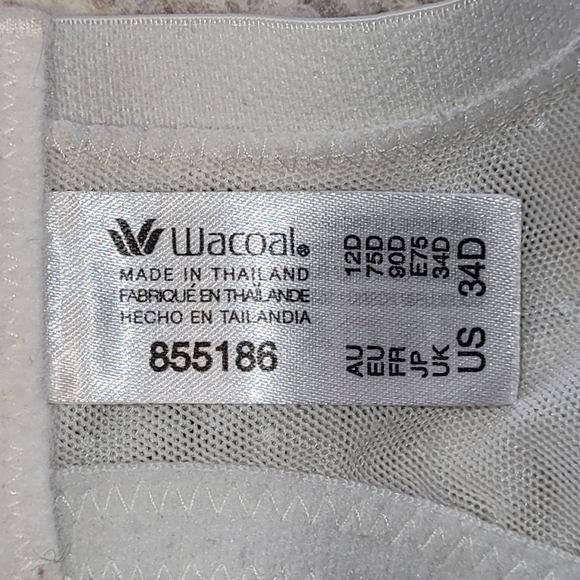 Wacoal®
MADE IN THAILAND
FABRIQUÉ EN THAÏLANDE
HECHO EN TAILANDIA
855186
AU 12D
EU 75D
FR 90D
JP E75
UK 34D
US 34D